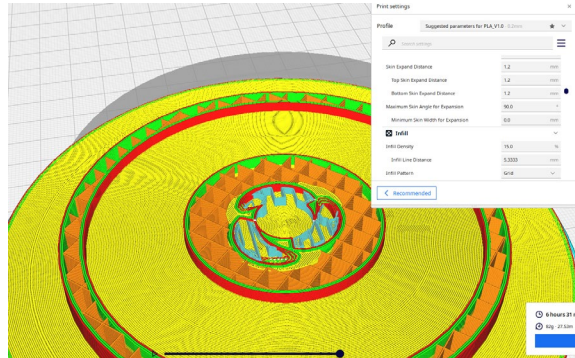 Print settings ×
Profile Suggested parameters for PLA_V1.0 - 0.2mm
Search settings
Skin Expand Distance 1.2 mm
Top Skin Expand Distance 1.2 mm
Bottom Skin Expand Distance 1.2 mm
Maximum Skin Angle for Expansion 90.0 °
Minimum Skin Width for Expansion 0.0 mm
Infill
Infill Density 15.0 %
Infill Line Distance 5.3333 mm
Infill Pattern Grid
Recommended
6 hours 31
82g · 27.53m